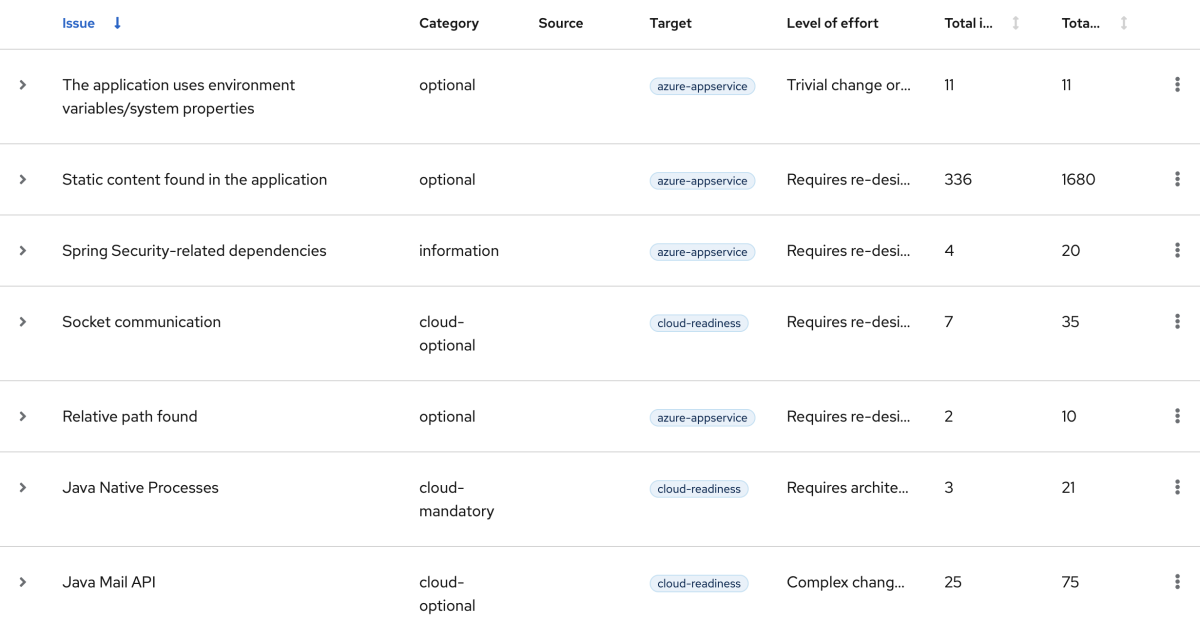 Issue Category Source Target Level of effort Total i... Tota...
The application uses environment optional azure-appservice Trivial change or... 11 11
variables/system properties
Static content found in the application optional azure-appservice Requires re-desi... 336 1680
Spring Security-related dependencies information azure-appservice Requires re-desi... 4 20
Socket communication cloud- cloud-readiness Requires re-desi... 7 35
optional
Relative path found optional azure-appservice Requires re-desi... 2 10
Java Native Processes cloud- cloud-readiness Requires archite... 3 21
mandatory
Java Mail API cloud- cloud-readiness Complex chang... 25 75
optional